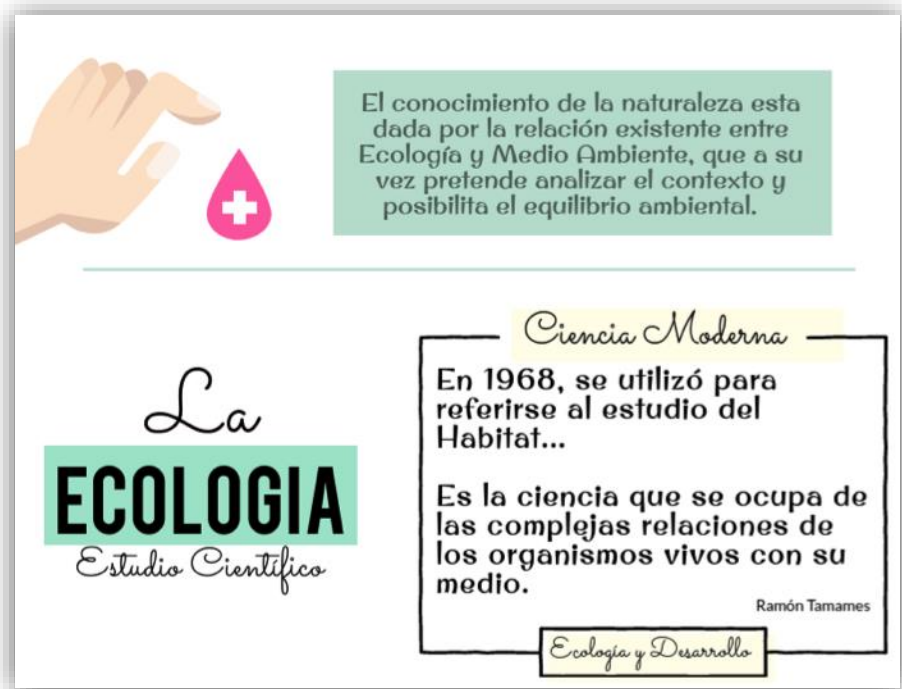 El conocimiento de la naturaleza esta
dada por la relación existente entre
Ecología y Medio Ambiente, que a su
vez pretende analizar el contexto y
posibilita el equilibrio ambiental.
La
ECOLOGIA
Estudio Científico
Ciencia Moderna
En 1968, se utilizó para
referirse al estudio del
Habitat...
Es la ciencia que se ocupa de
las complejas relaciones de
los organismos vivos con su
medio.
Ramón Tamames
Ecología y Desarrollo